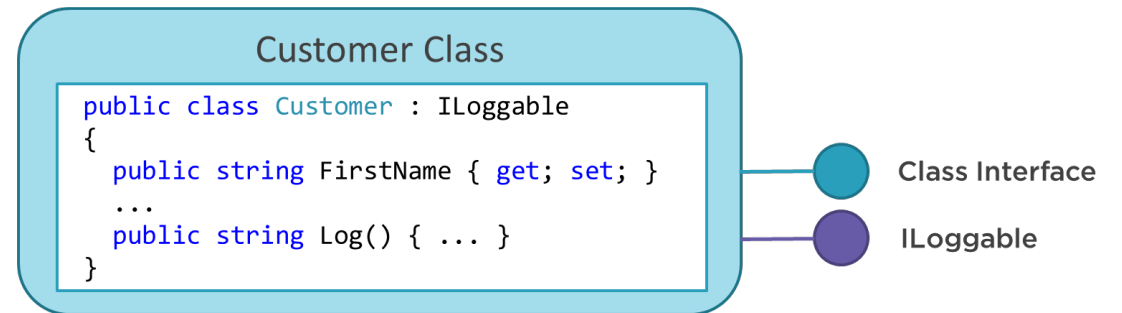 Customer Class
public class Customer : ILoggable
{
public string FirstName { get; set; }
...
public string Log() { ... }
}
Class Interface
ILoggable